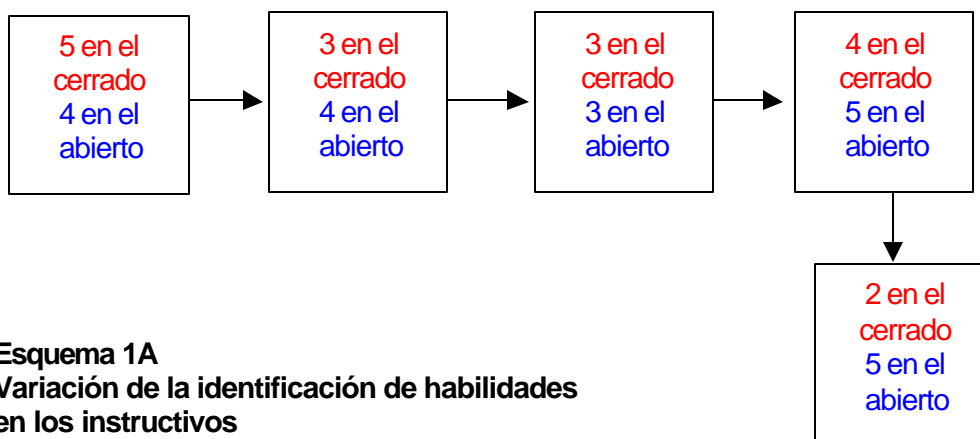 5 en el
cerrado
4 en el
abierto
3 en el
cerrado
4 en el
abierto
3 en el
cerrado
3 en el
abierto
4 en el
cerrado
5 en el
abierto
2 en el
cerrado
5 en el
abierto
Esquema 1A
Variación de la identificación de habilidades
en los instructivos